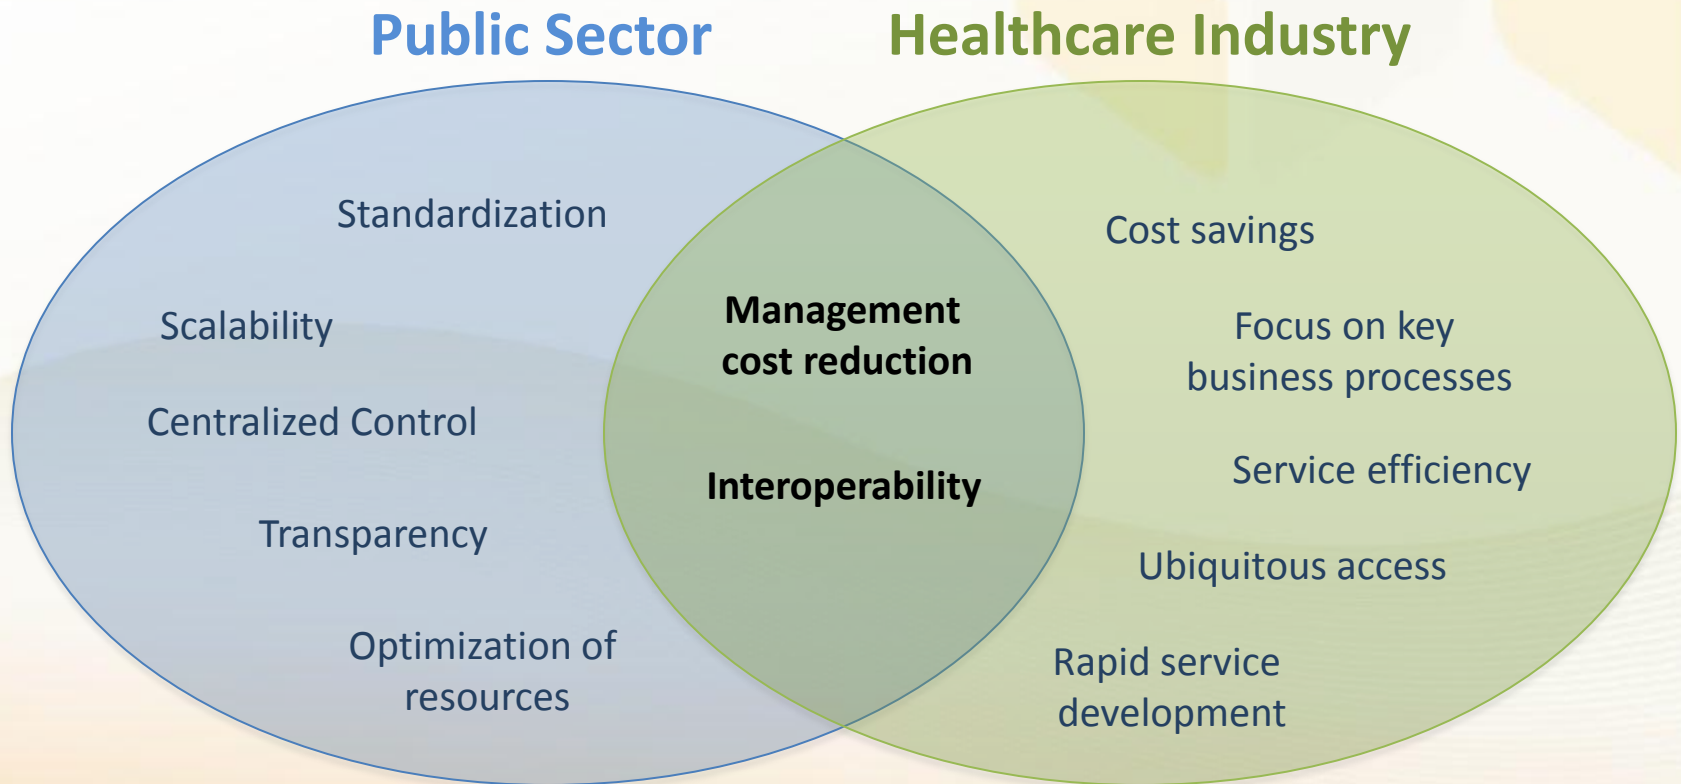 Public Sector
Healthcare Industry
Standardization
Scalability
Centralized Control
Transparency
Optimization of
resources
Management
cost reduction
Interoperability
Cost savings
Focus on key
business processes
Service efficiency
Ubiquitous access
Rapid service
development